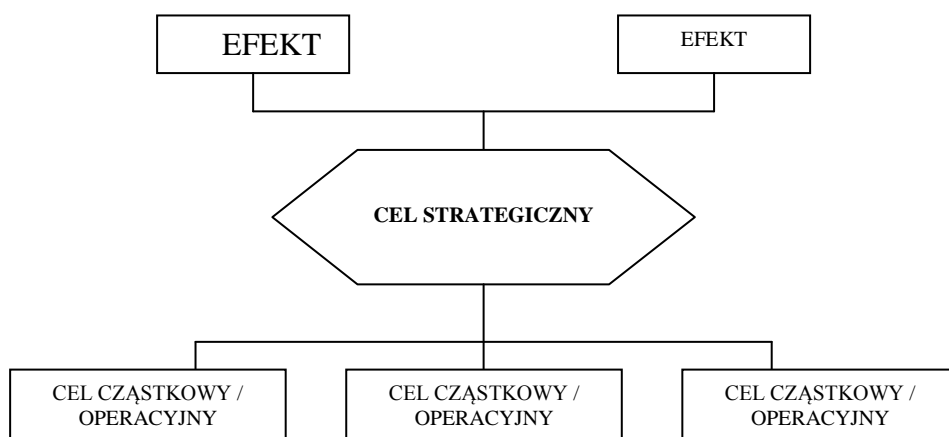 EFEKT
EFEKT
CEL STRATEGICZNY
CEL CZĄSTKOWY /
OPERACYJNY
CEL CZĄSTKOWY /
OPERACYJNY
CEL CZĄSTKOWY /
OPERACYJNY